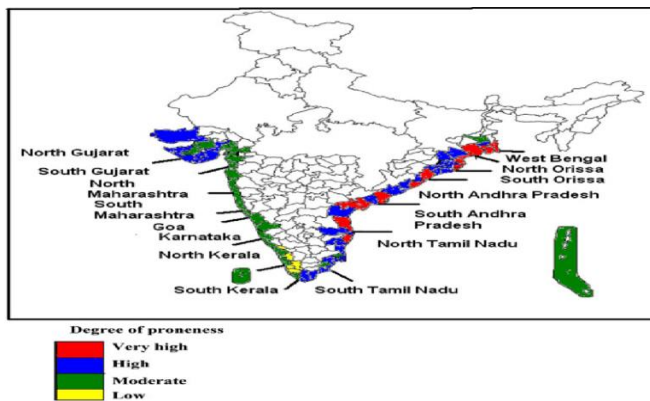 North Gujarat
South Gujarat
North
Maharashtra
South
Maharashtra
Goa
Karnataka
North Kerala
South Kerala
West Bengal
North Orissa
South Orissa
North Andhra Pradesh
South Andhra
Pradesh
North Tamil Nadu
South Tamil Nadu
Degree of proneness
Very high
High
Moderate
Low